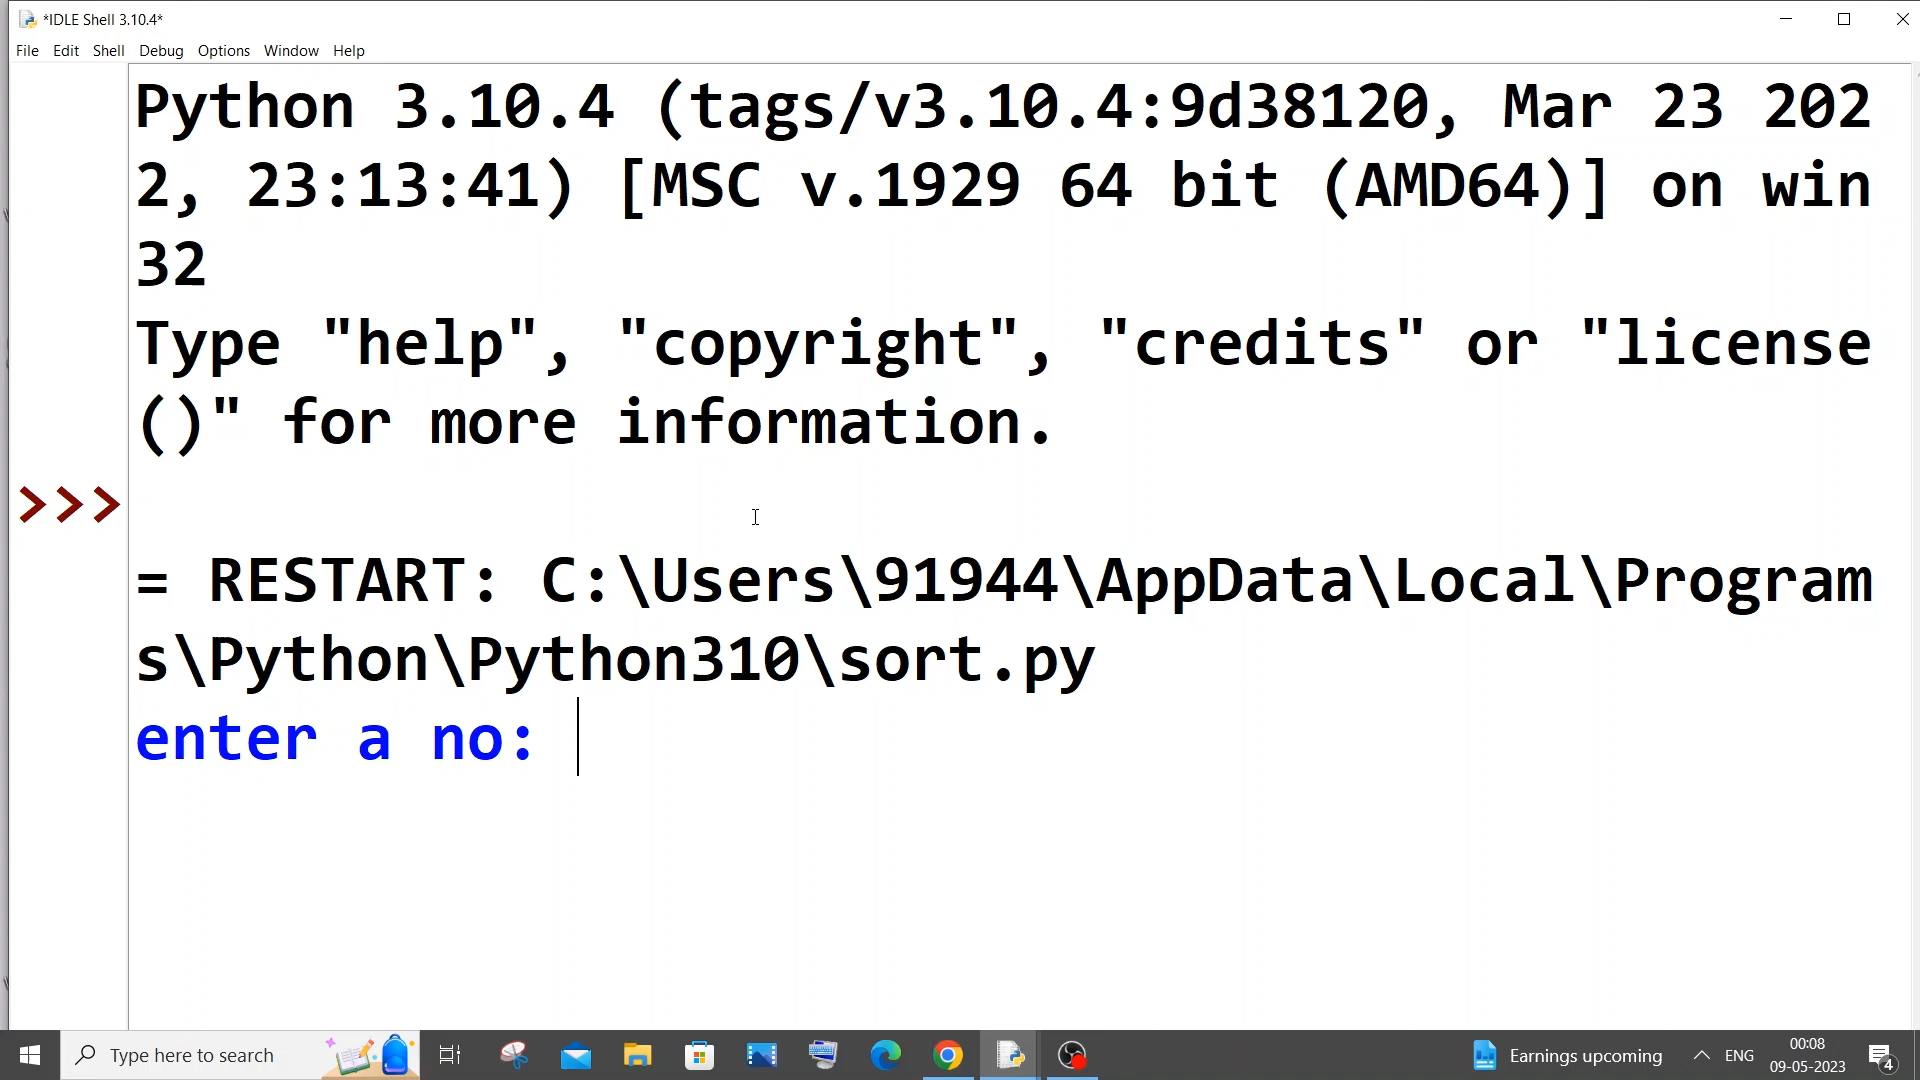 *IDLE Shell 3.10.4*
File Edit Shell Debug Options Window Help
Python 3.10.4 (tags/v3.10.4:9d38120, Mar 23 202
2, 23:13:41) [MSC v.1929 64 bit (AMD64)] on win
32
Type "help", "copyright", "credits" or "license
()" for more information.
>>>
= RESTART: C:\Users\91944\AppData\Local\Program
s\Python\Python310\sort.py
enter a no:
Type here to search
Earnings upcoming
ENG
00:08
09-05-2023
4